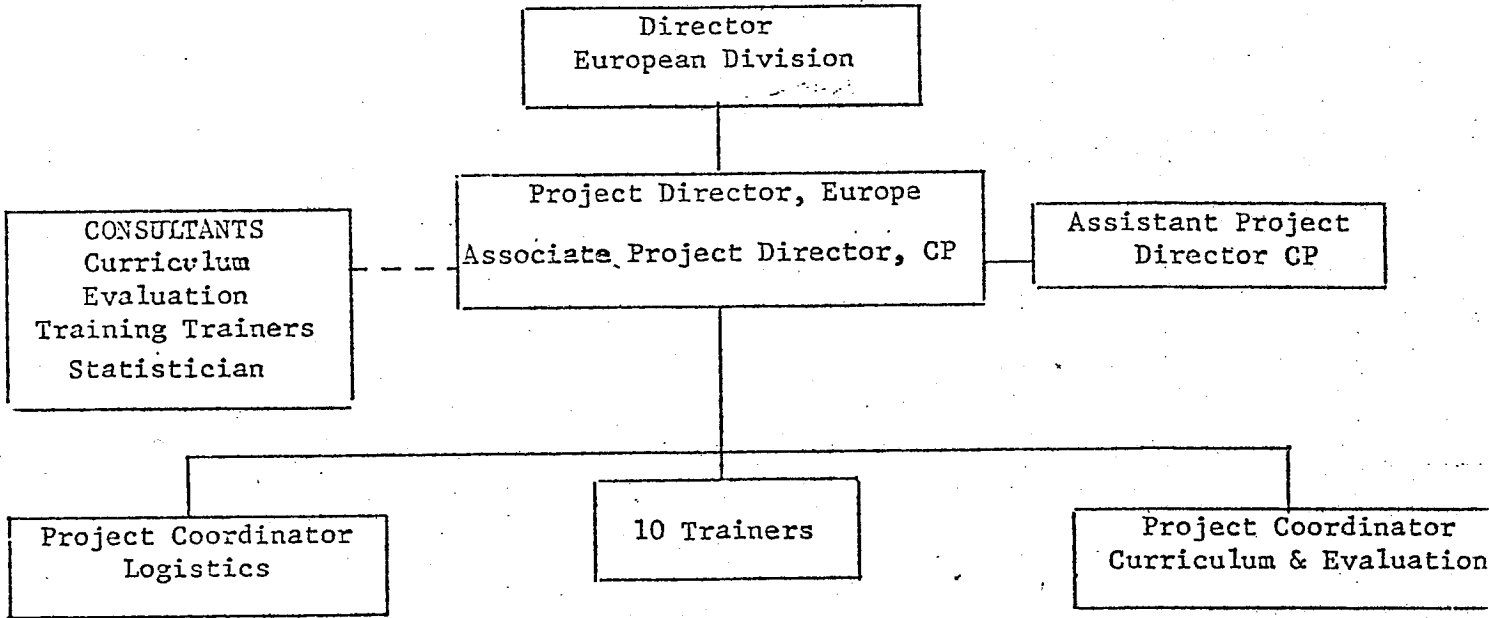 Director
European Division
Project Director, Europe
Associate Project Director, CP
CONSULTANTS
Curriculum
Evaluation
Training Trainers
Statistician
Assistant Project
Director CP
Project Coordinator
Logistics
10 Trainers
Project Coordinator
Curriculum & Evaluation